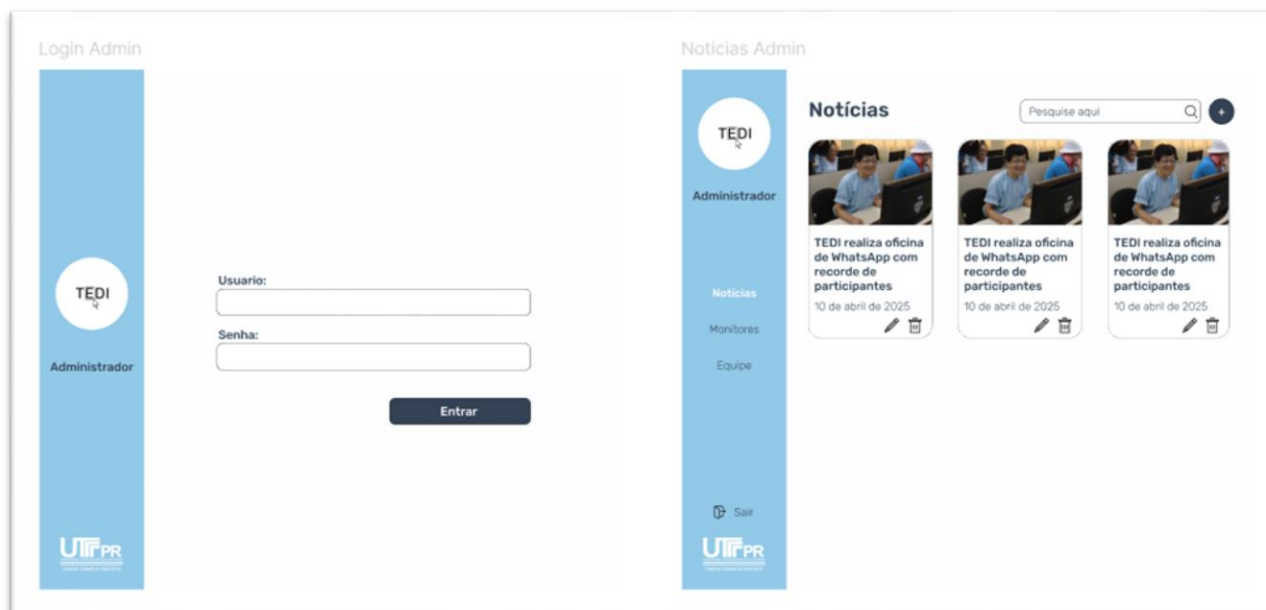 Login Admin
TEDI
Administrador
Usuario:
Senha:
Entrar
UTFPR
Noticias Admin
TEDI
Administrador
Notícias
Monitores
Equipe
Sair
UTFPR
Notícias
Pesquise aqui
+
TEDI realiza oficina
de WhatsApp com
recorde de
participantes
10 de abril de 2025
TEDI realiza oficina
de WhatsApp com
recorde de
participantes
10 de abril de 2025
TEDI realiza oficina
de WhatsApp com
recorde de
participantes
10 de abril de 2025